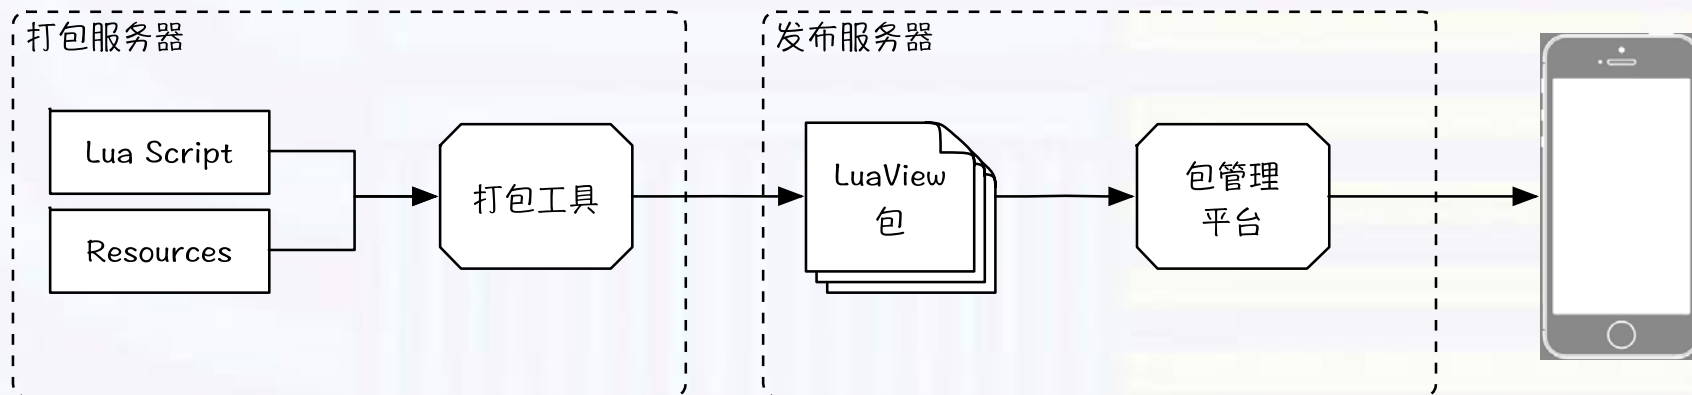 打包服务器
Lua Script
Resources
打包工具
发布服务器
LuaView
包
包管理
平台